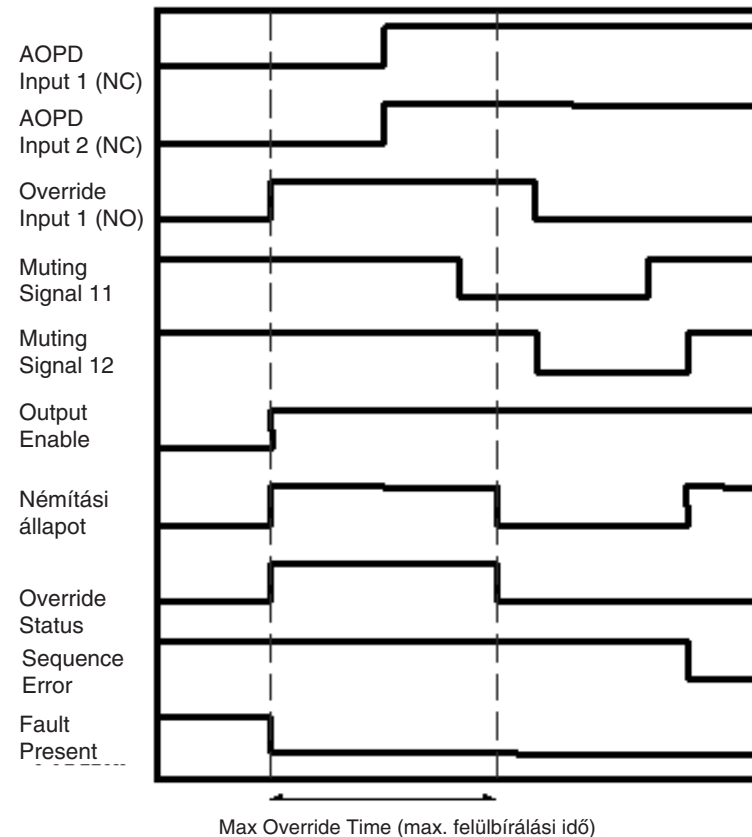 AOPD
Input 1 (NC)
AOPD
Input 2 (NC)
Override
Input 1 (NO)
Muting
Signal 11
Muting
Signal 12
Output
Enable
Némítási
állapot
Override
Status
Sequence
Error
Fault
Present
Max Override Time (max. felülbírálási idő)